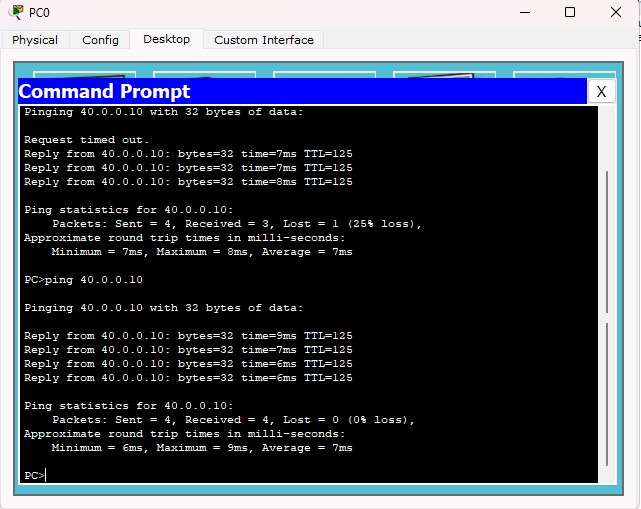 PC0
Physical Config Desktop Custom Interface
Command Prompt X
Pinging 40.0.0.10 with 32 bytes of data:
Request timed out.
Reply from 40.0.0.10: bytes=32 time=7ms TTL=125
Reply from 40.0.0.10: bytes=32 time=7ms TTL=125
Reply from 40.0.0.10: bytes=32 time=8ms TTL=125
Ping statistics for 40.0.0.10:
Packets: Sent = 4, Received = 3, Lost = 1 (25% loss),
Approximate round trip times in milli-seconds:
Minimum = 7ms, Maximum = 8ms, Average = 7ms
PC>ping 40.0.0.10
Pinging 40.0.0.10 with 32 bytes of data:
Reply from 40.0.0.10: bytes=32 time=9ms TTL=125
Reply from 40.0.0.10: bytes=32 time=7ms TTL=125
Reply from 40.0.0.10: bytes=32 time=6ms TTL=125
Reply from 40.0.0.10: bytes=32 time=6ms TTL=125
Ping statistics for 40.0.0.10:
Packets: Sent = 4, Received = 4, Lost = 0 (0% loss),
Approximate round trip times in milli-seconds:
Minimum = 6ms, Maximum = 9ms, Average = 7ms
PC>